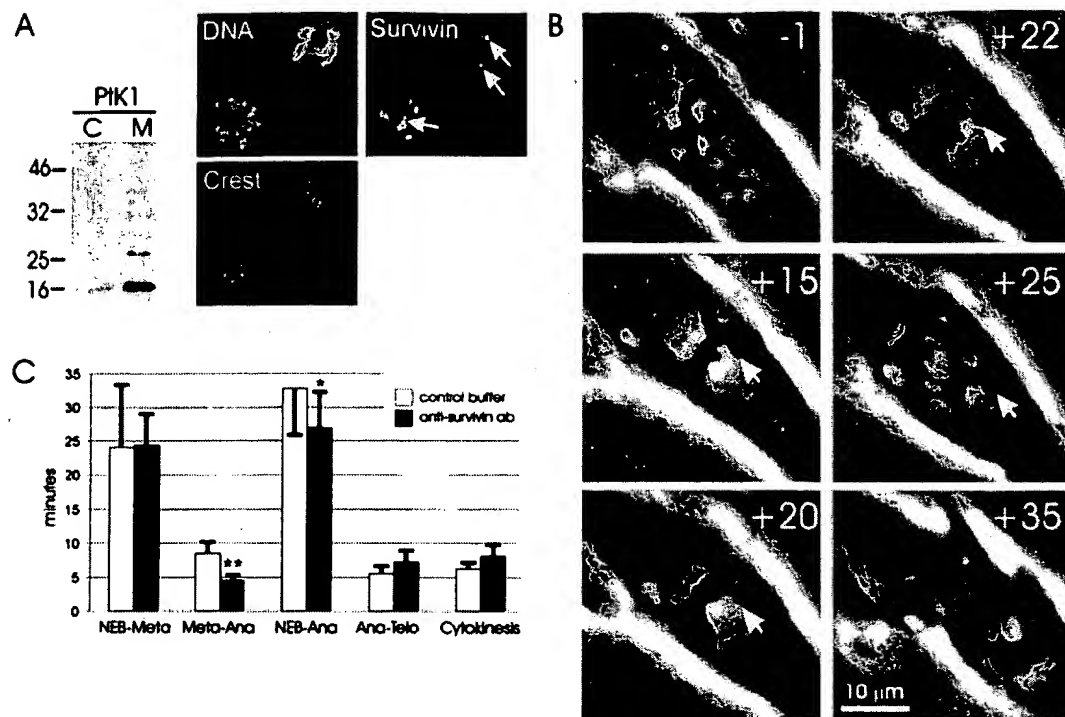 A
PtK1
C M
46
32
25
16
DNA
Survivin
Crest
B
-1
+22
+15
+25
+20
+35
10 µm
C
minutes
35
30
25
20
15
10
5
0
control buffer
anti-survivin ab
*
**
NEB-Meta Meta-Ana NEB-Ana Ana-Telo Cytokinesis